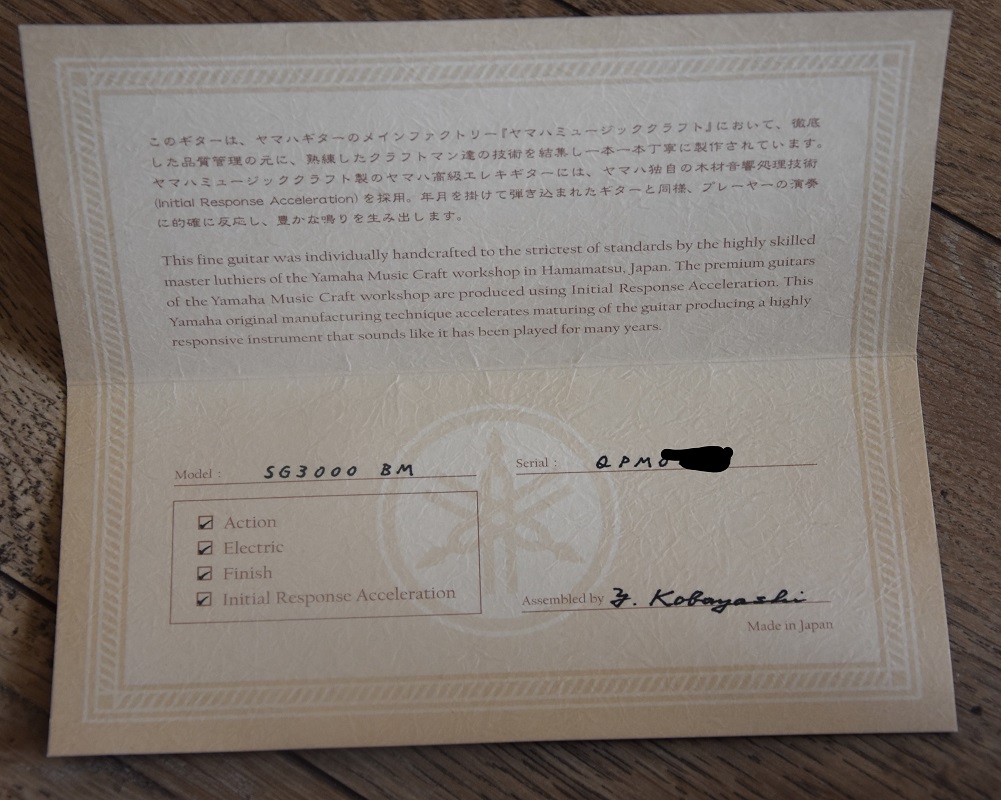 このギターは、ヤマハギターのメインファクトリー『ヤマハミュージッククラフト』において、徹底
した品質管理の元に、熟練したクラフトマン達の技術を結集し一本一本丁寧に製作されています。
ヤマハミュージッククラフト製のヤマハ高級エレキギターには、ヤマハ独自の木材音響処理技術
(Initial Response Acceleration) を採用。年月を掛けて弾き込まれたギターと同様、プレーヤーの演奏
に的確に反応し、豊かな鳴りを生み出します。
This fine guitar was individually handcrafted to the strictest of standards by the highly skilled
master luthiers of the Yamaha Music Craft workshop in Hamamatsu, Japan. The premium guitars
of the Yamaha Music Craft workshop are produced using Initial Response Acceleration. This
Yamaha original manufacturing technique accelerates maturing of the guitar producing a highly
responsive instrument that sounds like it has been played for many years.
Model : SG3000 BM
Serial : QPM0
Action
Electric
Finish
Initial Response Acceleration
Assembled by Y. Kobayashi
Made in Japan